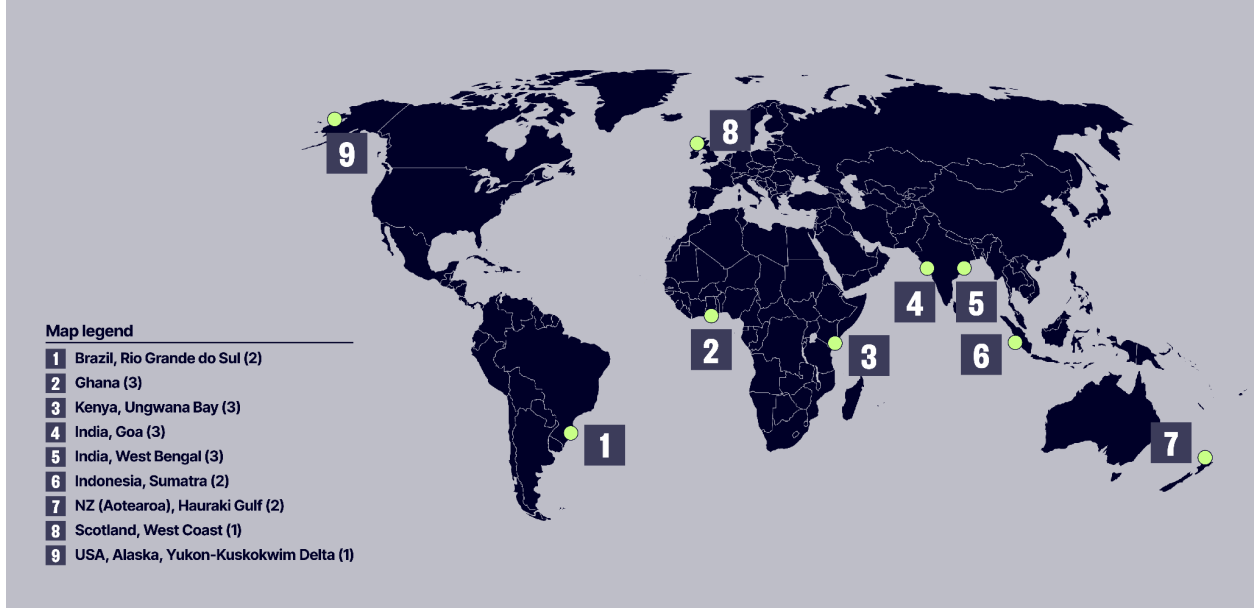 9
8
4
5
2
3
6
7
1
Map legend
1 Brazil, Rio Grande do Sul (2)
2 Ghana (3)
3 Kenya, Ungwana Bay (3)
4 India, Goa (3)
5 India, West Bengal (3)
6 Indonesia, Sumatra (2)
7 NZ (Aotearoa), Hauraki Gulf (2)
8 Scotland, West Coast (1)
9 USA, Alaska, Yukon-Kuskokwim Delta (1)